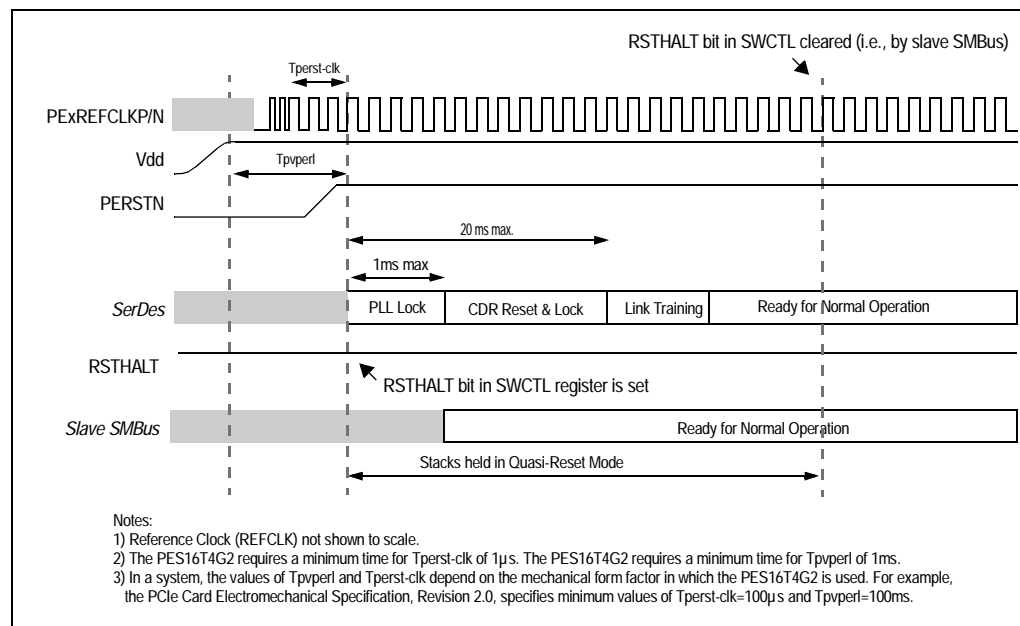 RSTHALT bit in SWCTL cleared (i.e., by slave SMBus)
Tperst-clk
PExREFCLKP/N
Vdd
Tpvperl
PERSTN
20 ms max.
1ms max
SerDes
PLL Lock
CDR Reset & Lock
Link Training
Ready for Normal Operation
RSTHALT
RSTHALT bit in SWCTL register is set
Slave SMBus
Ready for Normal Operation
Stacks held in Quasi-Reset Mode
Notes:
1) Reference Clock (REFCLK) not shown to scale.
2) The PES16T4G2 requires a minimum time for Tperst-clk of 1µs. The PES16T4G2 requires a minimum time for Tpvperl of 1ms.
3) In a system, the values of Tpvperl and Tperst-clk depend on the mechanical form factor in which the PES16T4G2 is used. For example,
the PCIe Card Electromechanical Specification, Revision 2.0, specifies minimum values of Tperst-clk=100µs and Tpvperl=100ms.